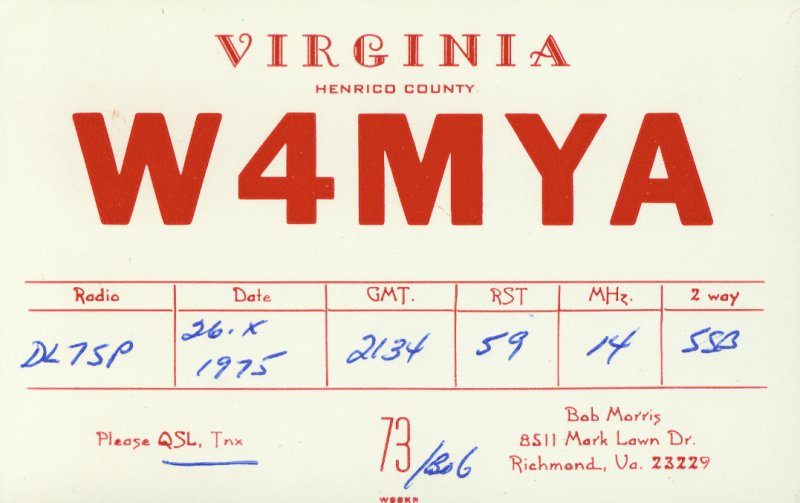 VIRGINIA
HENRICO COUNTY
W4MYA
Radio Date GMT. RST MHz. 2 way
DL7SP 26.X 1975 2134 59 14 SSB
Please QSL, Tnx
73/Bob
Bob Morris
8511 Mark Lawn Dr.
Richmond, Va. 23229